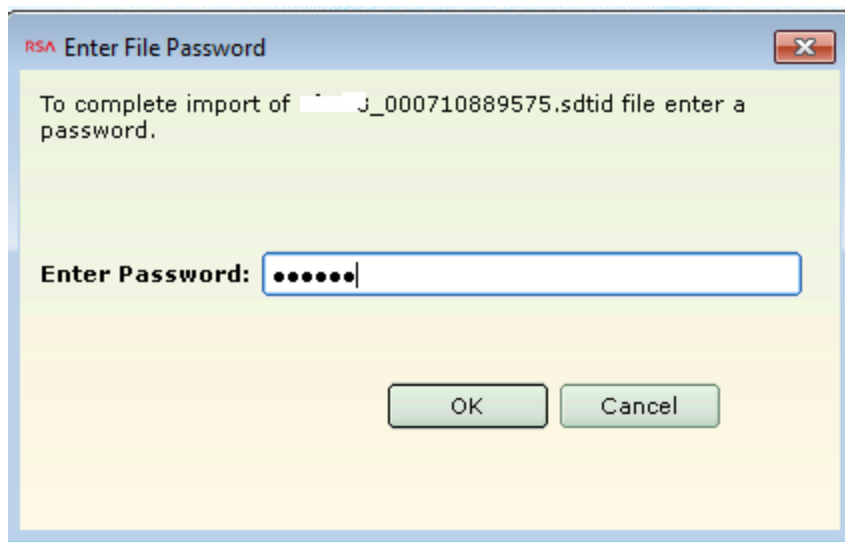 RSA Enter File Password
To complete import of _000710889575.sdtid file enter a
password.
Enter Password: ••••••
OK Cancel